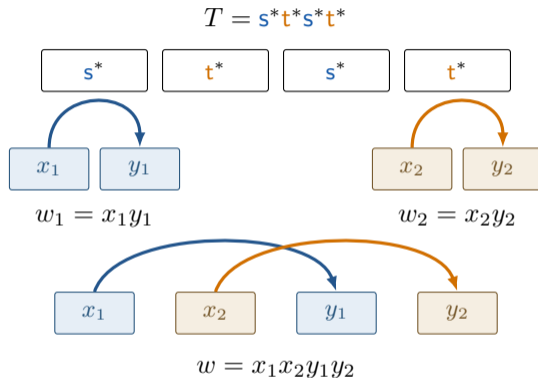 T = s*t*s*t*
s* t* s* t*
x₁ y₁ x₂ y₂
w₁ = x₁y₁ w₂ = x₂y₂
x₁ x₂ y₁ y₂
w = x₁x₂y₁y₂